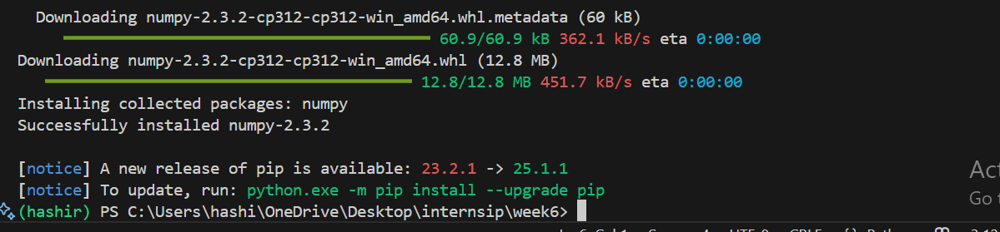 Downloading numpy-2.3.2-cp312-cp312-win_amd64.whl.metadata (60 kB)
60.9/60.9 kB 362.1 kB/s eta 0:00:00
Downloading numpy-2.3.2-cp312-cp312-win_amd64.whl (12.8 MB)
12.8/12.8 MB 451.7 kB/s eta 0:00:00
Installing collected packages: numpy
Successfully installed numpy-2.3.2
[notice] A new release of pip is available: 23.2.1 -> 25.1.1
[notice] To update, run: python.exe -m pip install --upgrade pip
(hashir) PS C:\Users\hashi\OneDrive\Desktop\internsip\week6>
Act
Go t